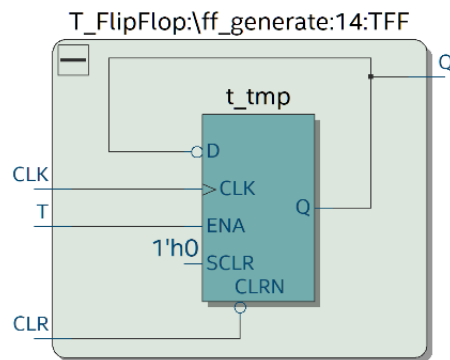 T_FlipFlop:\ff_generate:14:TFF
Q
t_tmp
D
CLK
CLK
Q
T
ENA
1'h0
SCLR
CLRN
CLR